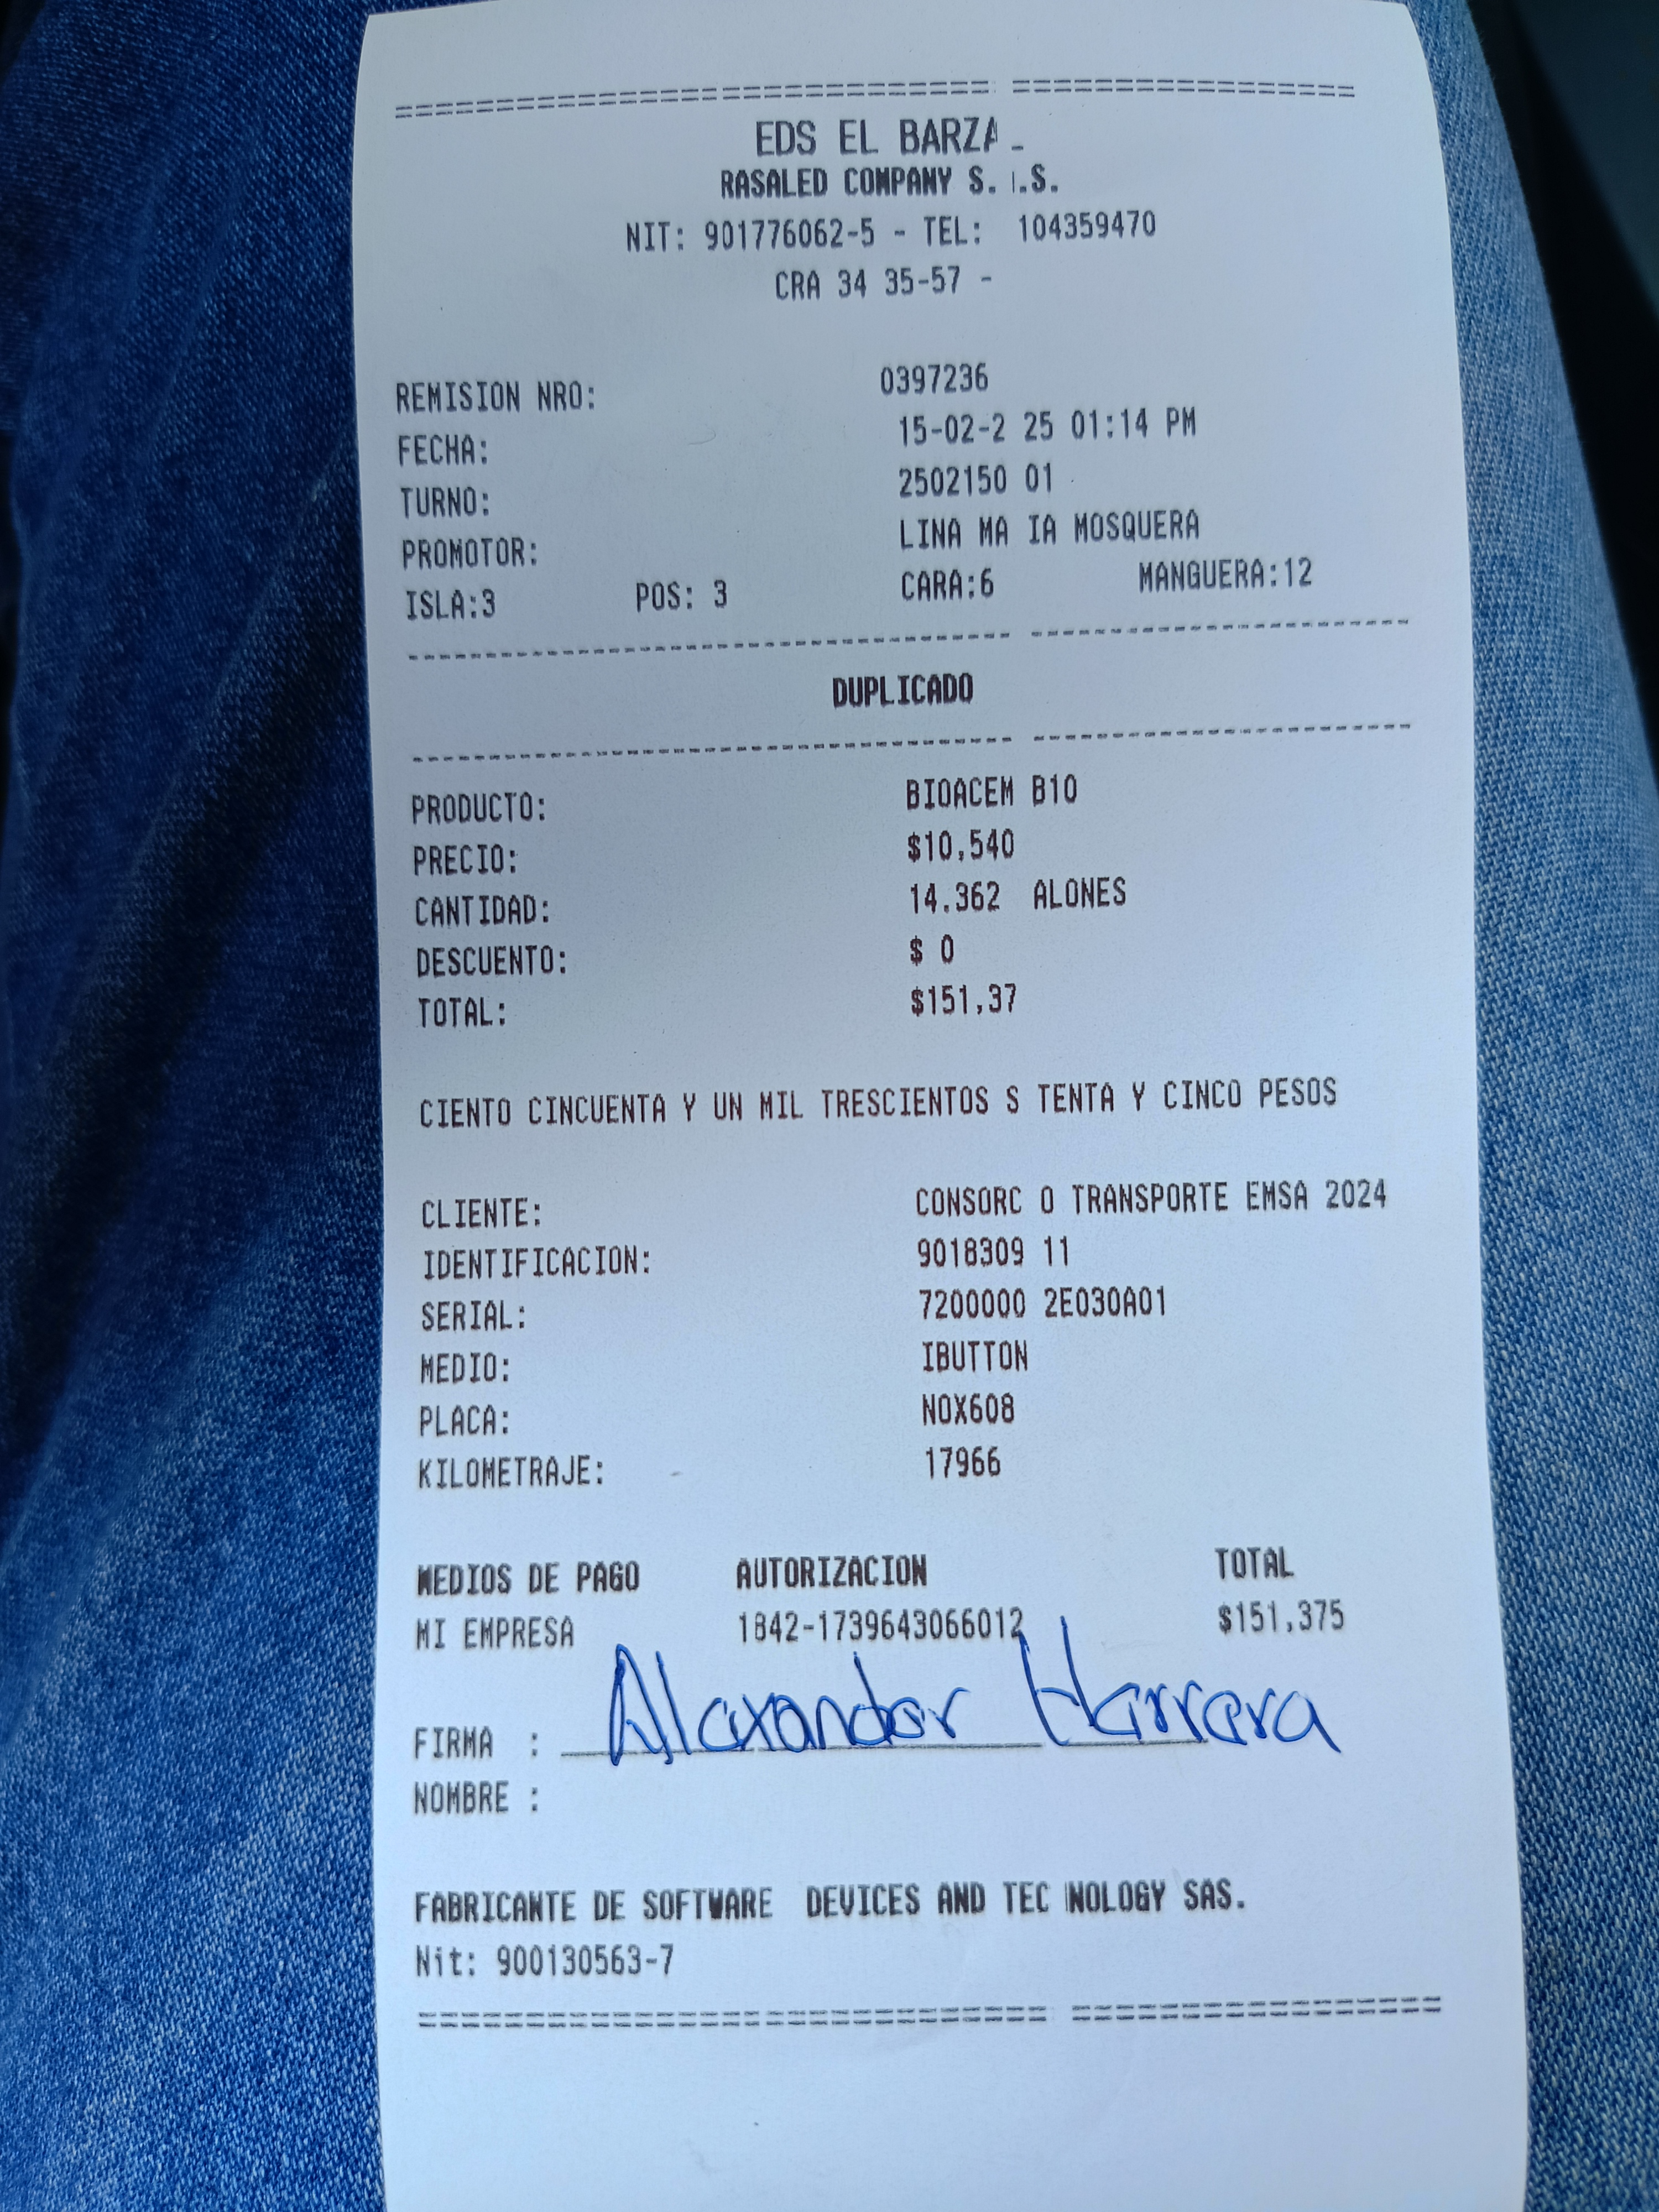 ==========================================
EDS EL BARZA
RASALED COMPANY S. .S.
NIT: 901776062-5 - TEL: 104359470
CRA 34 35-57 -
REMISION NRO: 0397236
FECHA: 15-02-2 25 01:14 PM
TURNO: 2502150 01
PROMOTOR: LINA MA IA MOSQUERA
ISLA:3 POS: 3 CARA:6 MANGUERA:12
DUPLICADO
PRODUCTO: BIOACEM B10
PRECIO: $10,540
CANTIDAD: 14.362 ALONES
DESCUENTO: $ 0
TOTAL: $151,37
CIENTO CINCUENTA Y UN MIL TRESCIENTOS S TENTA Y CINCO PESOS
CLIENTE: CONSORC O TRANSPORTE EMSA 2024
IDENTIFICACION: 9018309 11
SERIAL: 7200000 2E030A01
MEDIO: IBUTTON
PLACA: NOX608
KILOMETRAJE: 17966
MEDIOS DE PAGO AUTORIZACION TOTAL
MI EMPRESA 1842-1739643066012 $151,375
FIRMA : Alexander Herrera
NOMBRE :
FABRICANTE DE SOFTWARE DEVICES AND TEC NOLOGY SAS.
Nit: 900130563-7
==========================================